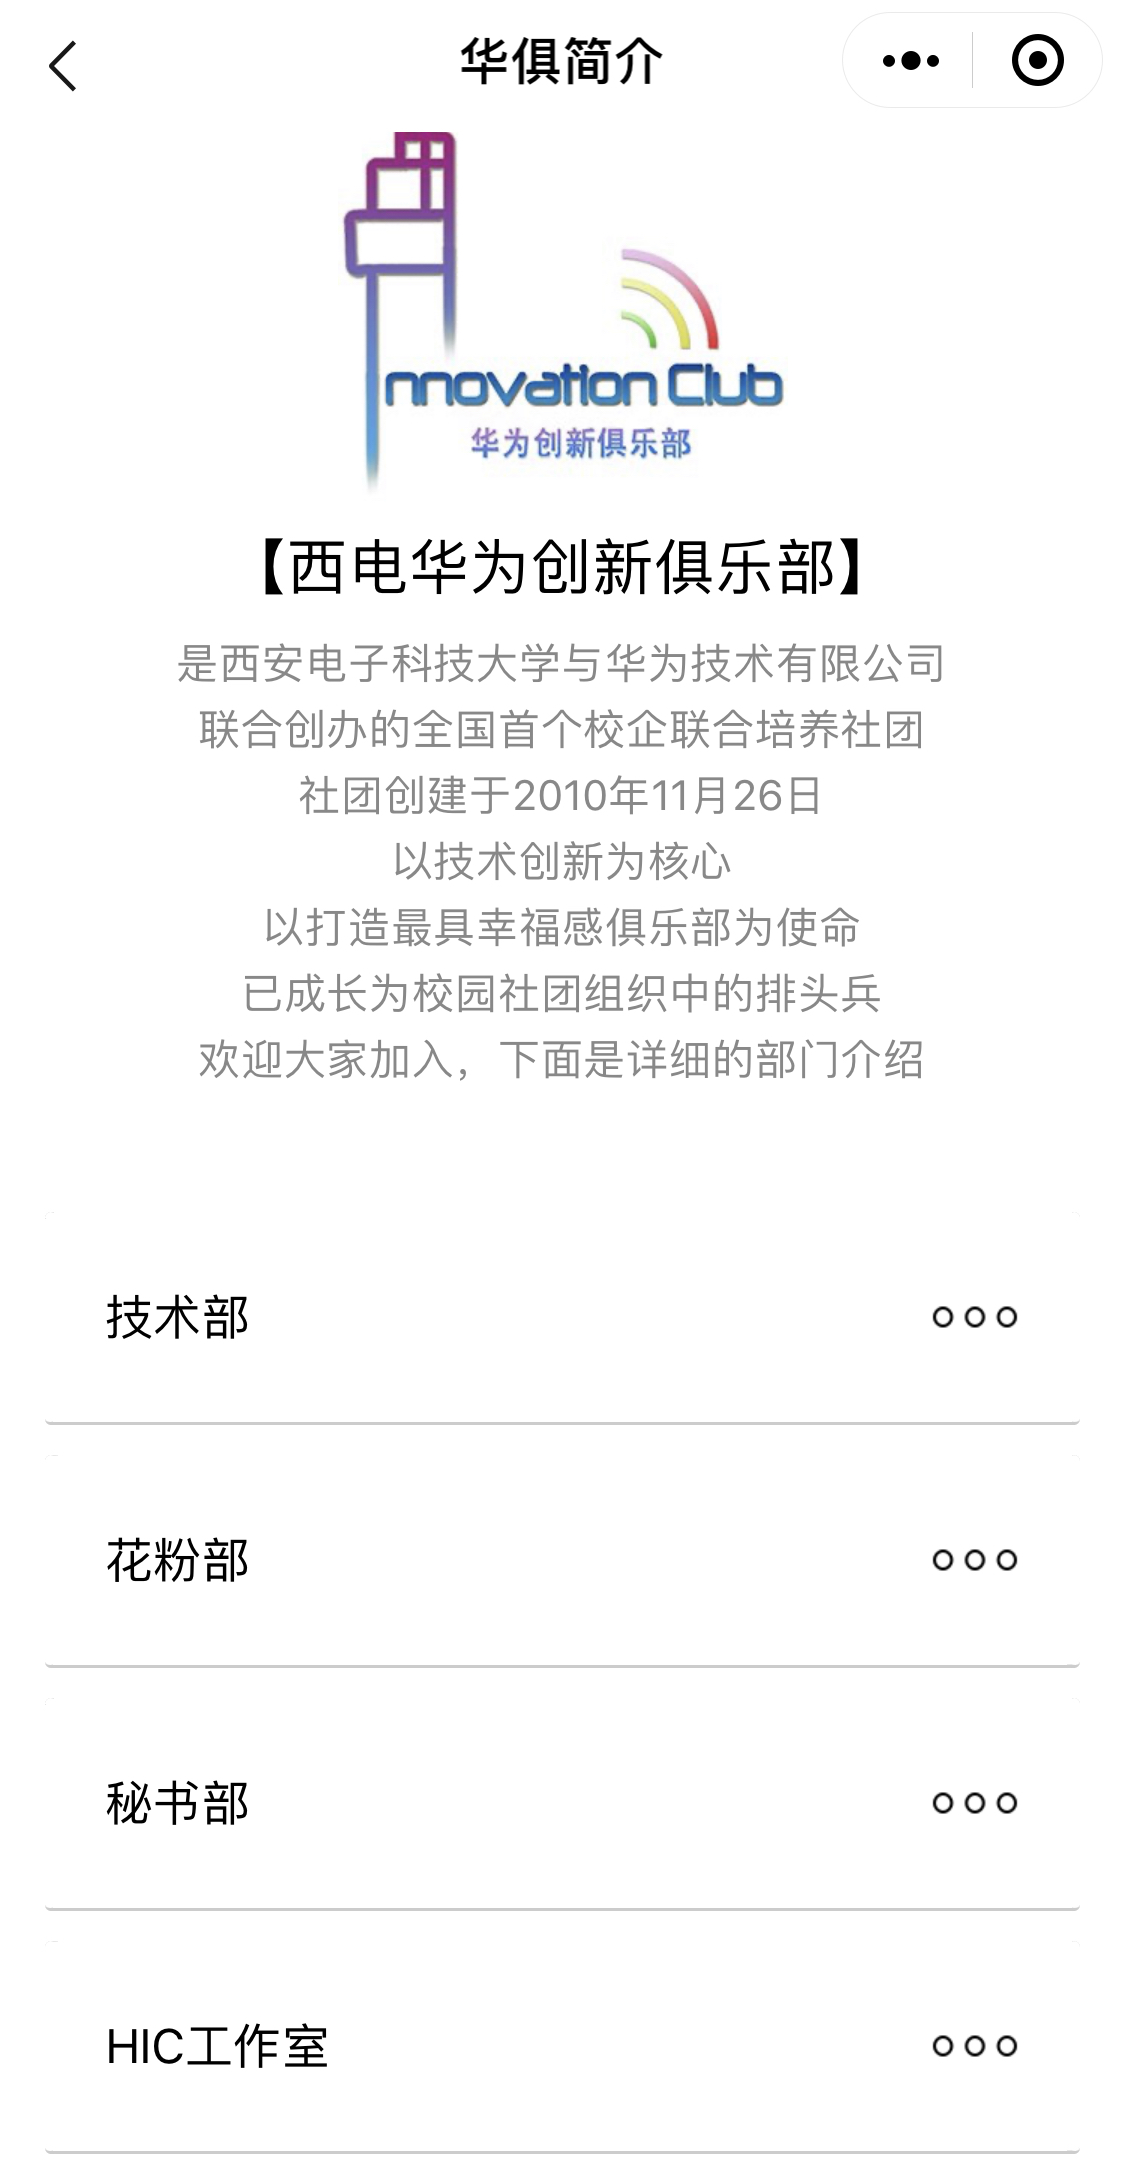 华俱简介
nnovation Club
华为创新俱乐部
【西电华为创新俱乐部】
是西安电子科技大学与华为技术有限公司
联合创办的全国首个校企联合培养社团
社团创建于2010年11月26日
以技术创新为核心
以打造最具幸福感俱乐部为使命
已成长为校园社团组织中的排头兵
欢迎大家加入，下面是详细的部门介绍
技术部
花粉部
秘书部
HIC工作室